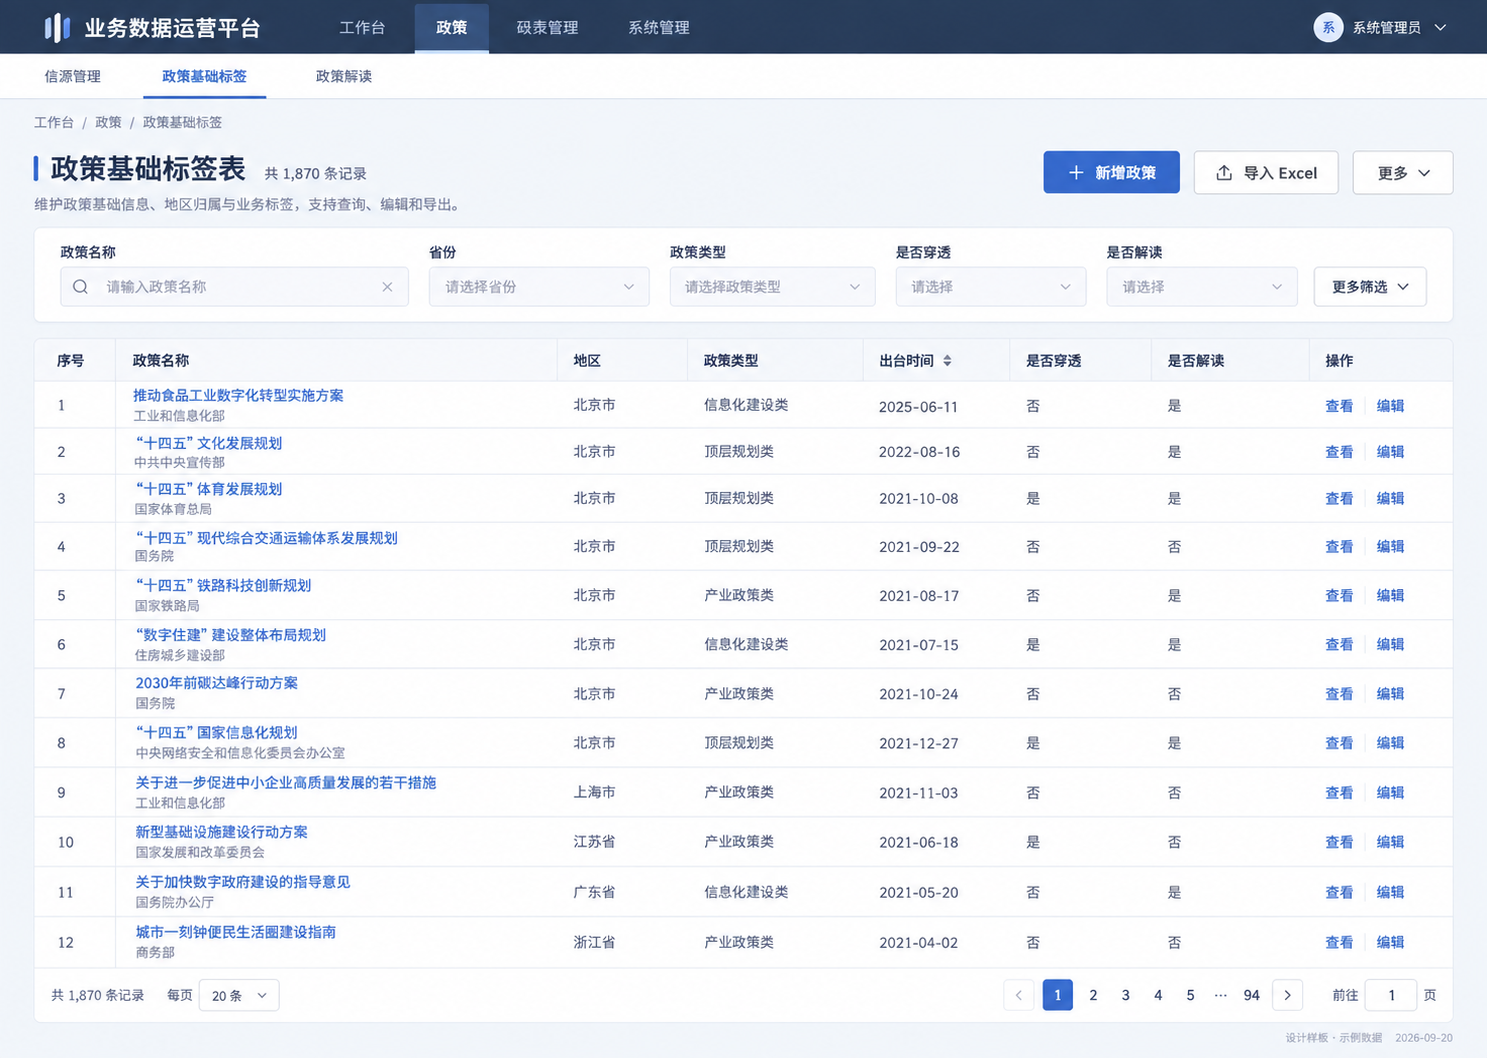 业务数据运营平台 工作台 政策 码表管理 系统管理 系 系统管理员
信源管理 政策基础标签 政策解读
工作台 / 政策 / 政策基础标签
政策基础标签表 共 1,870 条记录 + 新增政策 导入 Excel 更多
维护政策基础信息、地区归属与业务标签，支持查询、编辑和导出。
政策名称 省份 政策类型 是否穿透 是否解读
请输入政策名称 请选择省份 请选择政策类型 请选择 请选择 更多筛选
序号 政策名称 地区 政策类型 出台时间 是否穿透 是否解读 操作
1 推动食品工业数字化转型实施方案 北京市 信息化建设类 2025-06-11 否 是 查看 编辑
工业和信息化部
2 “十四五” 文化发展规划 北京市 顶层规划类 2022-08-16 否 是 查看 编辑
中共中央宣传部
3 “十四五” 体育发展规划 北京市 顶层规划类 2021-10-08 是 是 查看 编辑
国家体育总局
4 “十四五” 现代综合交通运输体系发展规划 北京市 顶层规划类 2021-09-22 否 否 查看 编辑
国务院
5 “十四五” 铁路科技创新规划 北京市 产业政策类 2021-08-17 否 是 查看 编辑
国家铁路局
6 “数字住建” 建设整体布局规划 北京市 信息化建设类 2021-07-15 是 是 查看 编辑
住房城乡建设部
7 2030年前碳达峰行动方案 北京市 产业政策类 2021-10-24 否 否 查看 编辑
国务院
8 “十四五” 国家信息化规划 北京市 顶层规划类 2021-12-27 是 是 查看 编辑
中央网络安全和信息化委员会办公室
9 关于进一步促进中小企业高质量发展的若干措施 上海市 产业政策类 2021-11-03 否 否 查看 编辑
工业和信息化部
10 新型基础设施建设行动方案 江苏省 产业政策类 2021-06-18 是 否 查看 编辑
国家发展和改革委员会
11 关于加快数字政府建设的指导意见 广东省 信息化建设类 2021-05-20 否 是 查看 编辑
国务院办公厅
12 城市一刻钟便民生活圈建设指南 浙江省 产业政策类 2021-04-02 否 否 查看 编辑
商务部
共 1,870 条记录 每页 20 条 1 2 3 4 5 ··· 94 前往 1 页
设计样板 · 示例数据 2026-09-20